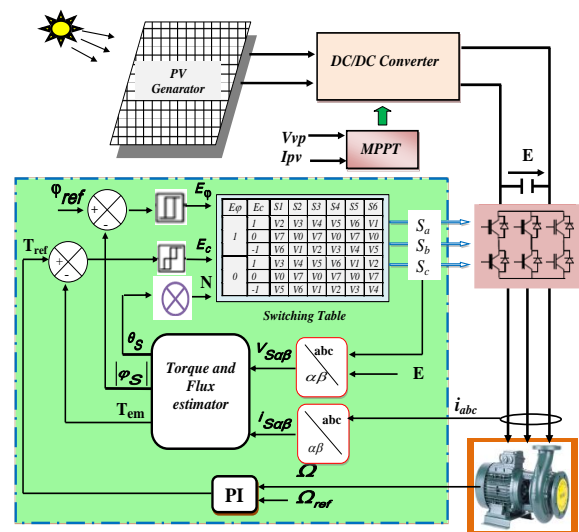 PV
Genarator
DC/DC Converter
Vvp
Ipv
MPPT
E
φref
Eφ
Eφ Ec S1 S2 S3 S4 S5 S6
1 1 V2 V3 V4 V5 V6 V1
0 V7 V0 V7 V0 V7 V0
-1 V6 V1 V2 V3 V4 V5
0 1 V3 V4 V5 V6 V1 V2
0 V0 V7 V0 V7 V0 V7
-1 V5 V6 V1 V2 V3 V4
Sa
Sb
Sc
Tref
Ec
N
Switching Table
θS
|φS|
Tem
Torque and
Flux
estimator
VSαβ
abc
αβ
E
iSαβ
abc
αβ
iabc
PI
Ω
Ωref